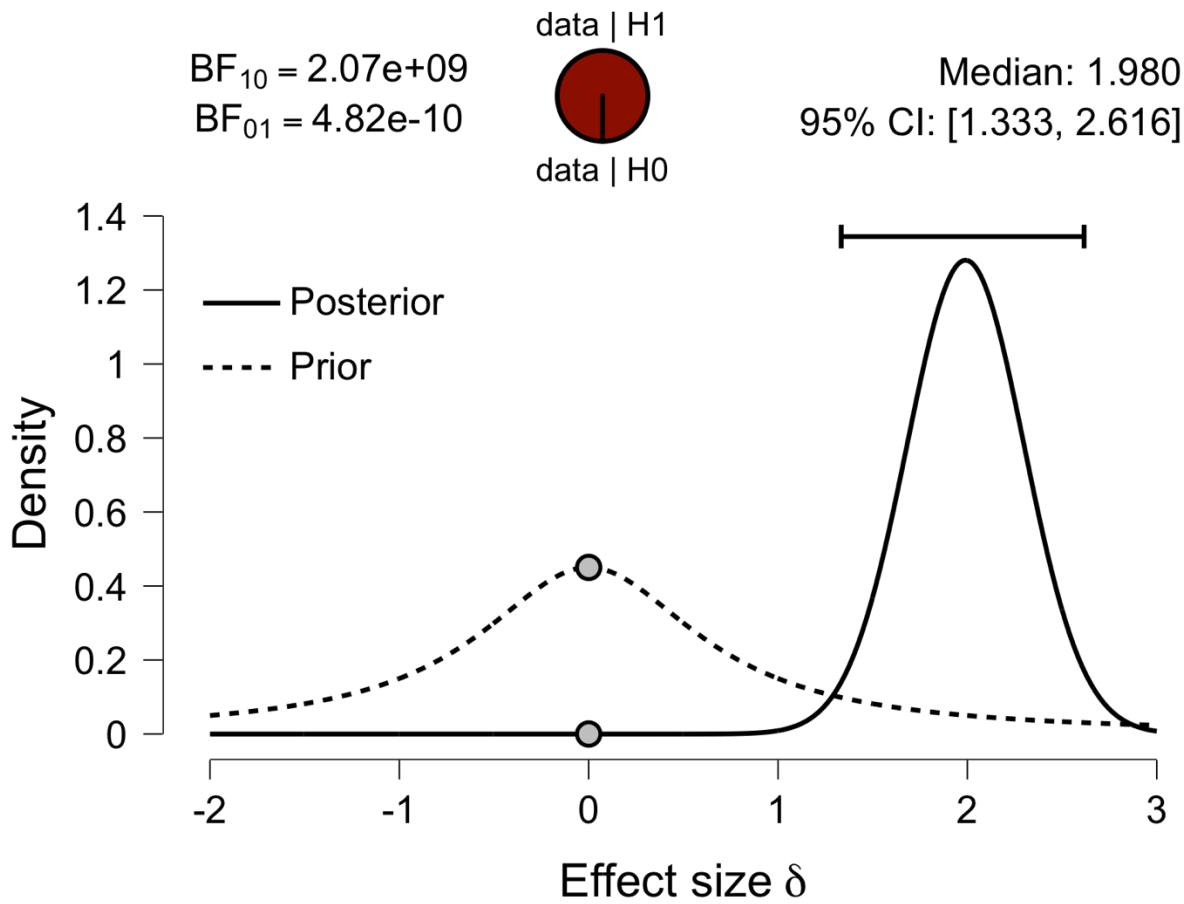 data | H1
BF₁₀ = 2.07e+09
BF₀₁ = 4.82e-10
data | H0
Median: 1.980
95% CI: [1.333, 2.616]
1.4
1.2
1
0.8
0.6
0.4
0.2
0
Density
Posterior
Prior
-2 -1 0 1 2 3
Effect size δ